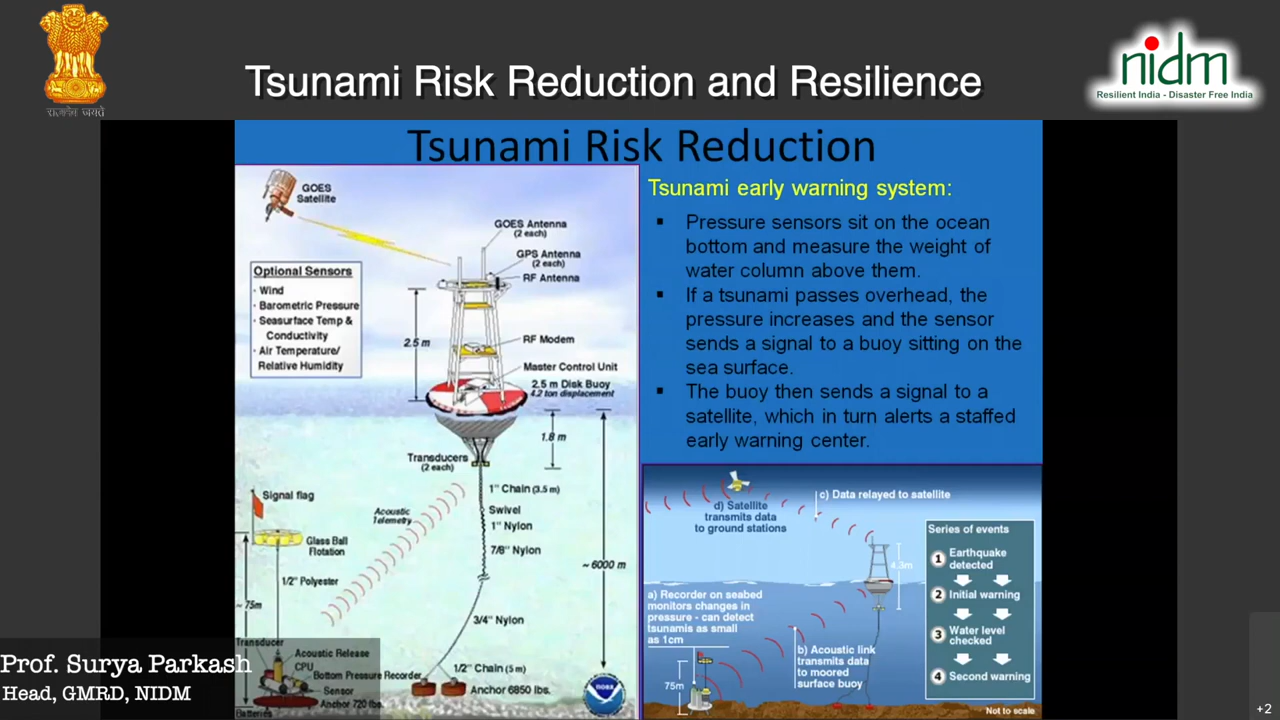 सत्यमेव जयते
Tsunami Risk Reduction and Resilience
nidm
Resilient India - Disaster Free India
Tsunami Risk Reduction
GOES
Satellite
GOES Antenna
(2 each)
GPS Antenna
(2 each)
RF Antenna
Optional Sensors
· Wind
· Barometric Pressure
· Seasurface Temp &
Conductivity
· Air Temperature/
Relative Humidity
2.5 m
RF Modem
Master Control Unit
2.5 m Disk Buoy
4.2 ton displacement
1.8 m
Transducers
(2 each)
1" Chain (3.5 m)
Swivel
1" Nylon
7/8" Nylon
~ 6000 m
Signal flag
Acoustic
Telemetry
Glass Ball
Flotation
1/2" Polyester
~ 75m
3/4" Nylon
Transducer
Acoustic Release
CPU
Bottom Pressure Recorder
Sensor
Anchor 720 lbs.
Batteries
1/2" Chain (5 m)
Anchor 6850 lbs.
noaa
Tsunami early warning system:
▪ Pressure sensors sit on the ocean
bottom and measure the weight of
water column above them.
▪ If a tsunami passes overhead, the
pressure increases and the sensor
sends a signal to a buoy sitting on the
sea surface.
▪ The buoy then sends a signal to a
satellite, which in turn alerts a staffed
early warning center.
c) Data relayed to satellite
d) Satellite
transmits data
to ground stations
4.3m
a) Recorder on seabed
monitors changes in
pressure - can detect
tsunamis as small
as 1cm
b) Acoustic link
transmits data
to moored
surface buoy
75m
Series of events
1 Earthquake
detected
2 Initial warning
3 Water level
checked
4 Second warning
Not to scale
Prof. Surya Parkash
Head, GMRD, NIDM
+2